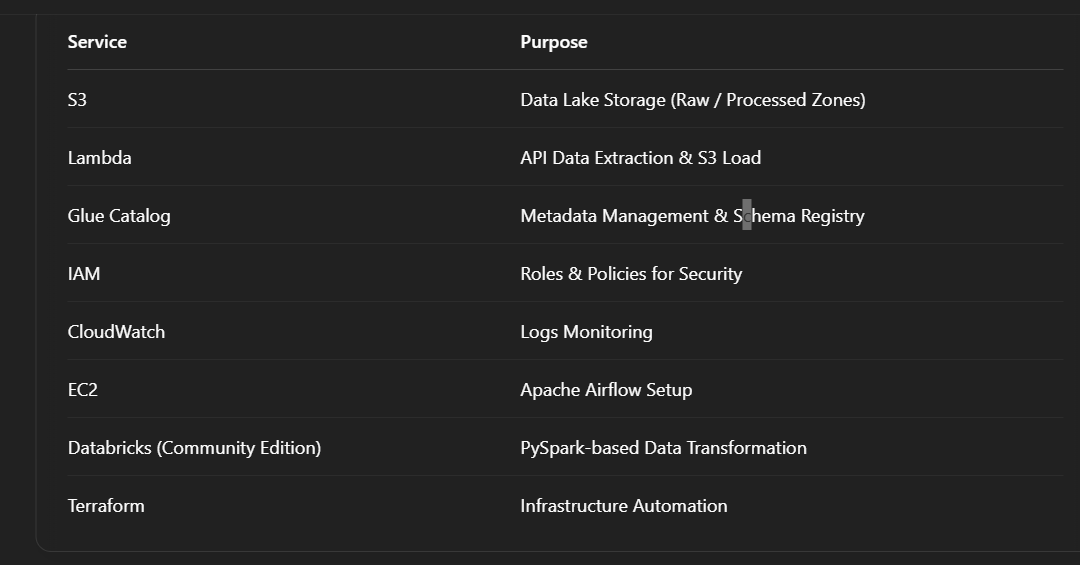 Service Purpose
S3 Data Lake Storage (Raw / Processed Zones)
Lambda API Data Extraction & S3 Load
Glue Catalog Metadata Management & Schema Registry
IAM Roles & Policies for Security
CloudWatch Logs Monitoring
EC2 Apache Airflow Setup
Databricks (Community Edition) PySpark-based Data Transformation
Terraform Infrastructure Automation